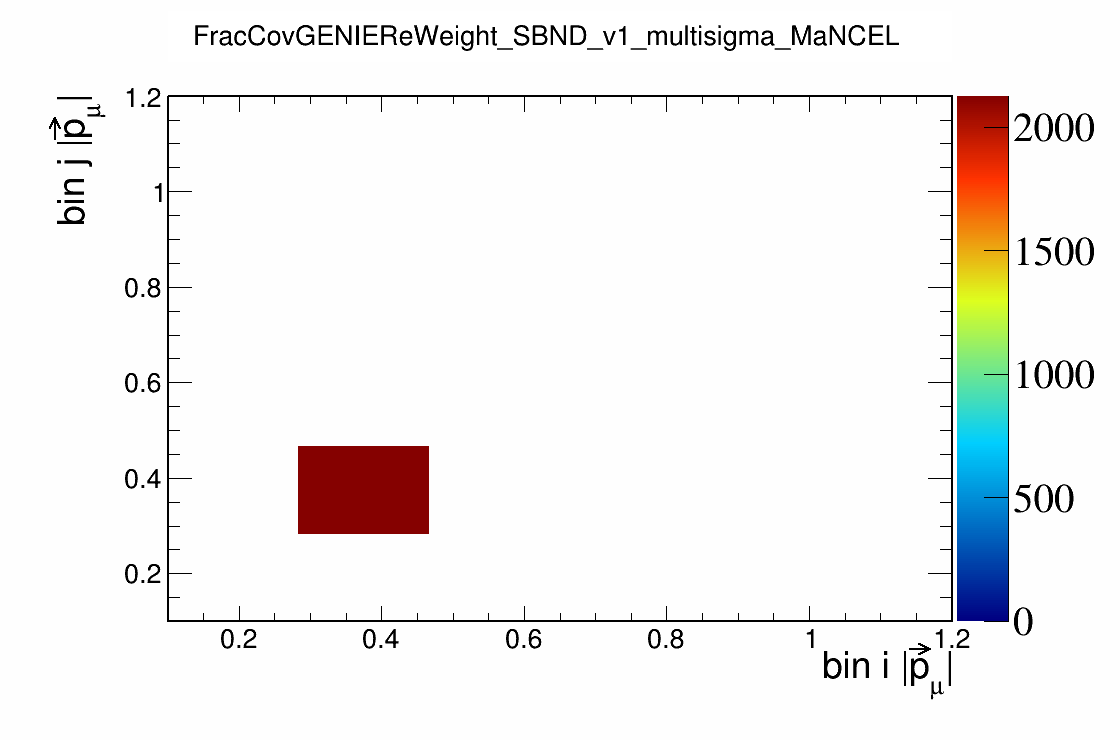 FracCovGENIEReWeight_SBND_v1_multisigma_MaNCEL
bin j |p⃗μ|
1.2
1
0.8
0.6
0.4
0.2
0.2 0.4 0.6 0.8 1 1.2
bin i |p⃗μ|
2000
1500
1000
500
0